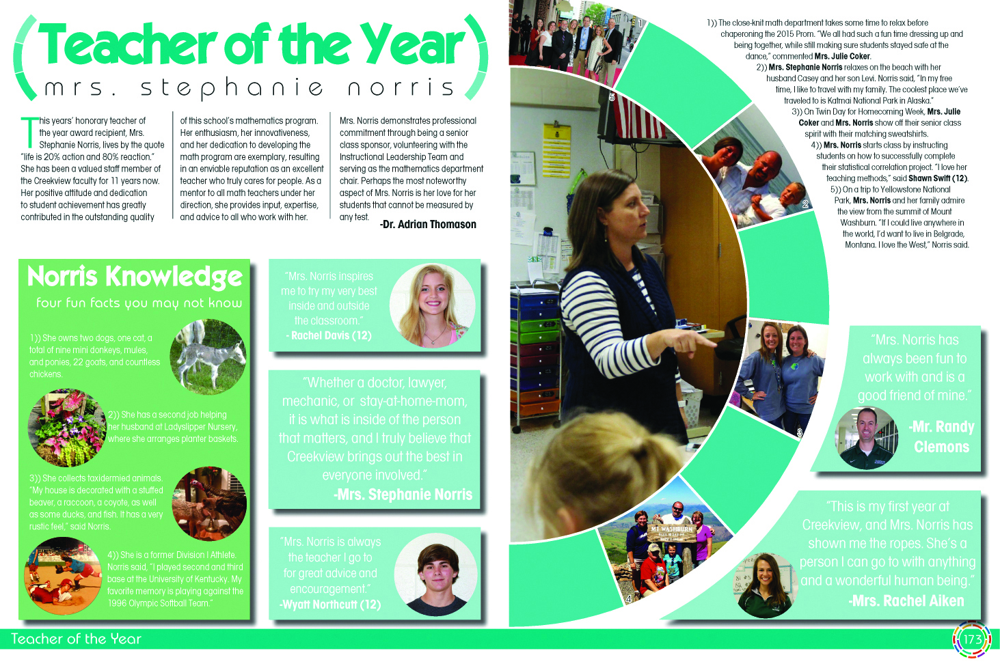 Teacher of the Year
mrs. stephanie norris
This years' honorary teacher of
the year award recipient, Mrs.
Stephanie Norris, lives by the quote
"life is 20% action and 80% reaction."
She has been a valued staff member of
the Creekview faculty for 11 years now.
Her positive attitude and dedication
to student achievement has greatly
contributed in the outstanding quality
of this school's mathematics program.
Her enthusiasm, her innovativeness,
and her dedication to developing the
math program are exemplary, resulting
in an enviable reputation as an excellent
teacher who truly cares for people. As a
mentor to all math teachers under her
direction, she provides input, expertise,
and advice to all who work with her.
Mrs. Norris demonstrates professional
commitment through being a senior
class sponsor, volunteering with the
Instructional Leadership Team and
serving as the mathematics department
chair. Perhaps the most noteworthy
aspect of Mrs. Norris is her love for her
students that cannot be measured by
any test.
-Dr. Adrian Thomason
Norris Knowledge
four fun facts you may not know
1)) She owns two dogs, one cat, a
total of nine mini donkeys, mules,
and ponies, 22 goats, and countless
chickens.
2)) She has a second job helping
her husband at Ladyslipper Nursery,
where she arranges planter baskets.
3)) She collects taxidermied animals.
"My house is decorated with a stuffed
beaver, a raccoon, a coyote, as well
as some ducks, and fish. It has a very
rustic feel," said Norris.
4)) She is a former Division I Athlete.
Norris said, "I played second and third
base at the University of Kentucky. My
favorite memory is playing against the
1996 Olympic Softball Team."
"Mrs. Norris inspires
me to try my very best
inside and outside
the classroom."
- Rachel Davis (12)
"Whether a doctor, lawyer,
mechanic, or stay-at-home-mom,
it is what is inside of the person
that matters, and I truly believe that
Creekview brings out the best in
everyone involved."
-Mrs. Stephanie Norris
"Mrs. Norris is always
the teacher I go to
for great advice and
encouragement."
-Wyatt Northcutt (12)
1
5
2
3
4
MT WASHBURN
1)) The close-knit math department takes some time to relax before
chaperoning the 2015 Prom. "We all had such a fun time dressing up and
being together, while still making sure students stayed safe at the
dance," commented Mrs. Julie Coker.
2)) Mrs. Stephanie Norris relaxes on the beach with her
husband Casey and her son Levi. Norris said, "In my free
time, I like to travel with my family. The coolest place we've
traveled to is Katmai National Park in Alaska."
3)) On Twin Day for Homecoming Week, Mrs. Julie
Coker and Mrs. Norris show off their senior class
spirit with their matching sweatshirts.
4)) Mrs. Norris starts class by instructing
students on how to successfully complete
their statistical correlation project. "I love her
teaching methods," said Shawn Swift (12).
5)) On a trip to Yellowstone National
Park, Mrs. Norris and her family admire
the view from the summit of Mount
Washburn. "If I could live anywhere in
the world, I'd want to live in Belgrade,
Montana. I love the West," Norris said.
"Mrs. Norris has
always been fun to
work with and is a
good friend of mine."
-Mr. Randy
Clemons
"This is my first year at
Creekview, and Mrs. Norris has
shown me the ropes. She's a
person I can go to with anything
and a wonderful human being."
-Mrs. Rachel Aiken
Teacher of the Year
173